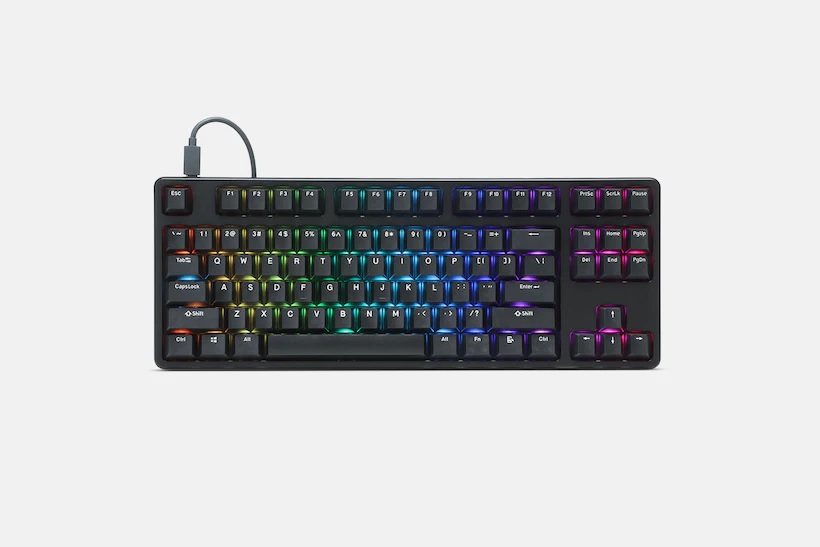 ESC F1 F2 F3 F4 F5 F6 F7 F8 F9 F10 F11 F12 PrtSc ScrLk Pause
`~ 1! 2@ 3# 4$ 5% 6^ 7& 8* 9( 0) -_ =+ Ins Home PgUp
Tab Q W E R T Y U I O P [{ ]} \| Del End PgDn
CapsLock A S D F G H J K L ;: '" Enter
Shift Z X C V B N M ,< .> /? Shift ↑
Ctrl Alt Alt Fn Ctrl ← ↓ →